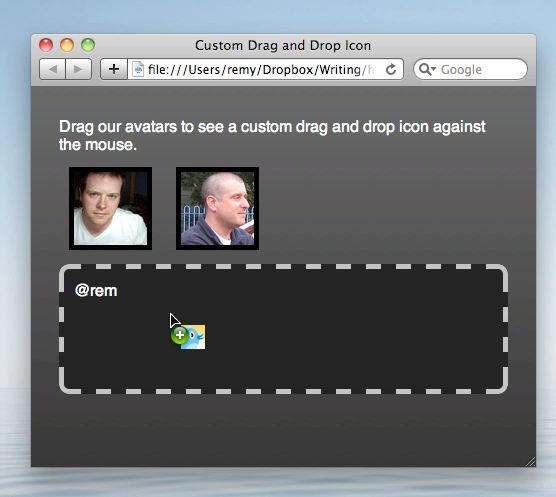 Custom Drag and Drop Icon
file:///Users/remy/Dropbox/Writing/h
Google
Drag our avatars to see a custom drag and drop icon against
the mouse.
@rem